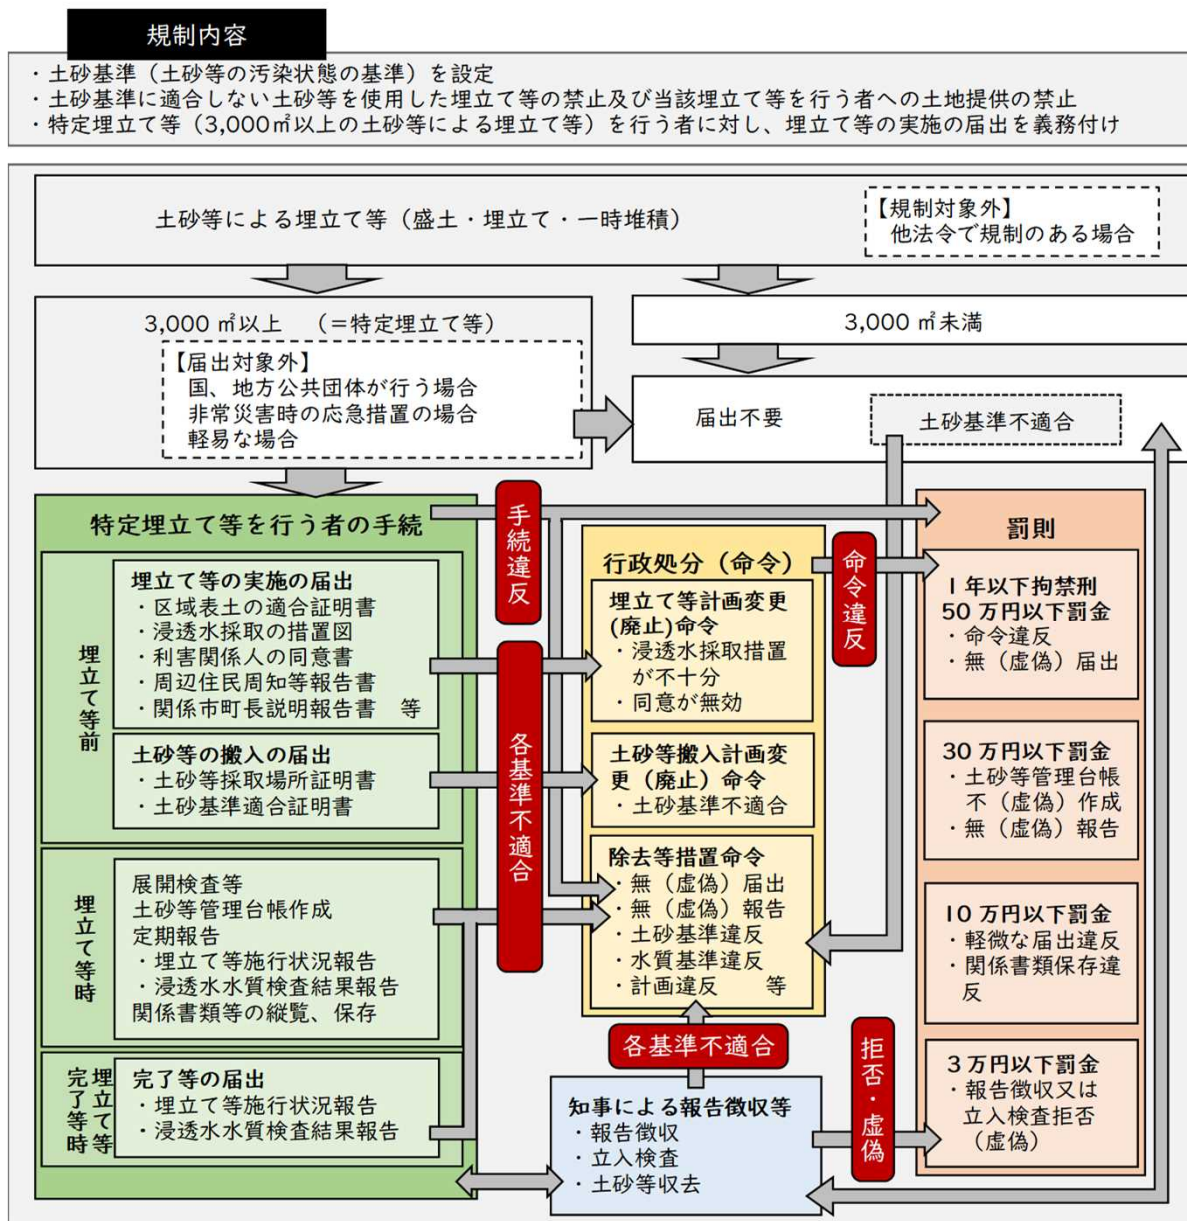 規制内容
・土砂基準（土砂等の汚染状態の基準）を設定
・土砂基準に適合しない土砂等を使用した埋立て等の禁止及び当該埋立て等を行う者への土地提供の禁止
・特定埋立て等（3,000㎡以上の土砂等による埋立て等）を行う者に対し、埋立て等の実施の届出を義務付け
土砂等による埋立て等（盛土・埋立て・一時堆積）
【規制対象外】
他法令で規制のある場合
3,000 ㎡以上　（＝特定埋立て等）
【届出対象外】
国、地方公共団体が行う場合
非常災害時の応急措置の場合
軽易な場合
3,000 ㎡未満
届出不要
土砂基準不適合
特定埋立て等を行う者の手続
埋立て等前
埋立て等の実施の届出
・区域表土の適合証明書
・浸透水採取の措置図
・利害関係人の同意書
・周辺住民周知等報告書
・関係市町長説明報告書　等
土砂等の搬入の届出
・土砂等採取場所証明書
・土砂基準適合証明書
埋立て等時
展開検査等
土砂等管理台帳作成
定期報告
・埋立て等施行状況報告
・浸透水水質検査結果報告
関係書類等の縦覧、保存
埋立て等
完了等時
完了等の届出
・埋立て等施行状況報告
・浸透水水質検査結果報告
手続違反
各基準不適合
行政処分（命令）
埋立て等計画変更
(廃止)命令
・浸透水採取措置
が不十分
・同意が無効
土砂等搬入計画変
更（廃止）命令
・土砂基準不適合
除去等措置命令
・無（虚偽）届出
・無（虚偽）報告
・土砂基準違反
・水質基準違反
・計画違反　　等
各基準不適合
知事による報告徴収等
・報告徴収
・立入検査
・土砂等収去
命令違反
拒否・虚偽
罰則
1 年以下拘禁刑
50 万円以下罰金
・命令違反
・無（虚偽）届出
30 万円以下罰金
・土砂等管理台帳
不（虚偽）作成
・無（虚偽）報告
10 万円以下罰金
・軽微な届出違反
・関係書類保存違
反
3 万円以下罰金
・報告徴収又は
立入検査拒否
（虚偽）